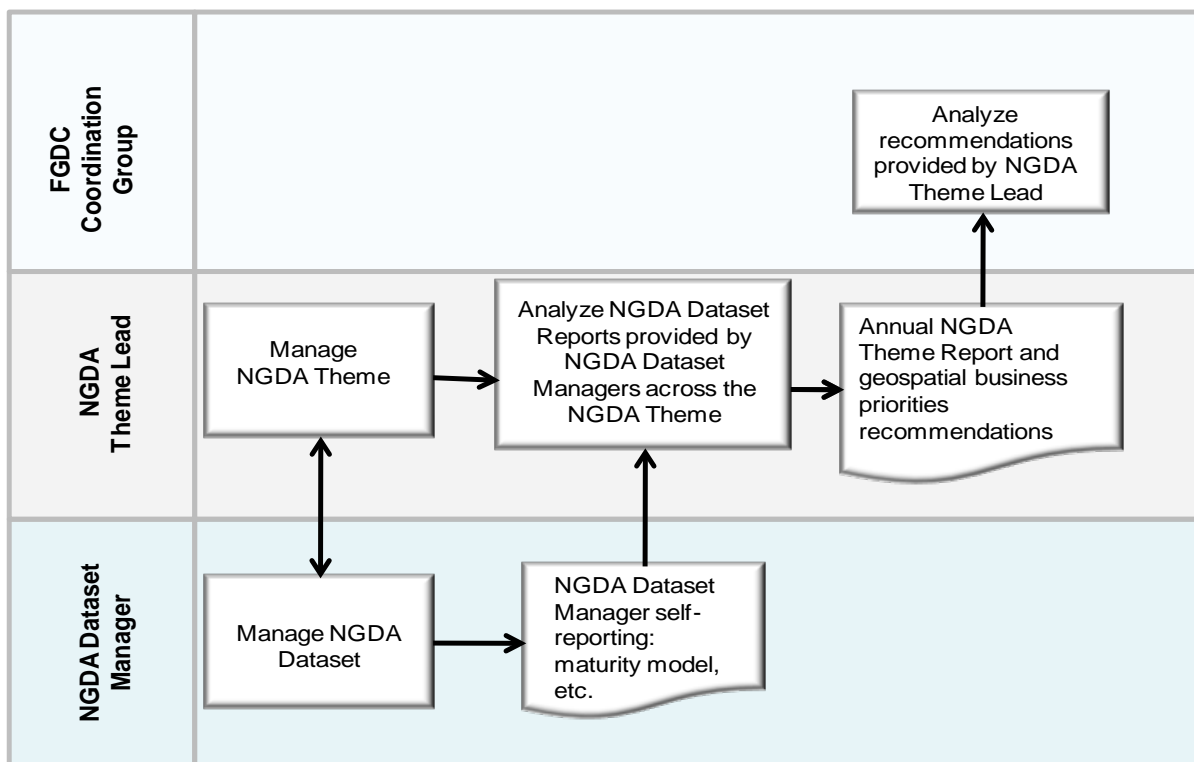 FGDC
Coordination
Group
Analyze
recommendations
provided by NGDA
Theme Lead
NGDA
Theme Lead
Manage
NGDA Theme
Analyze NGDA Dataset
Reports provided by
NGDA Dataset
Managers across the
NGDA Theme
Annual NGDA
Theme Report and
geospatial business
priorities
recommendations
NGDA Dataset
Manager
Manage NGDA
Dataset
NGDA Dataset
Manager self-
reporting:
maturity model,
etc.